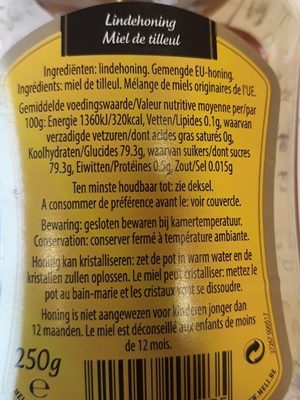 Lindehoning
Miel de tilleul
Ingrediënten: lindehoning. Gemengde EU-honing.
Ingrédients: miel de tilleul. Mélange de miels originaires de l'UE.
Gemiddelde voedingswaarde/Valeur nutritive moyenne per/par
100g: Energie 1360kJ/320kcal, Vetten/Lipides 0.1g, waarvan
verzadigde vetzuren/dont acides gras saturés 0g,
Koolhydraten/Glucides 79.3g, waarvan suikers/dont sucres
79.3g, Eiwitten/Protéines 0.5g, Zout/Sel 0.015g
Ten minste houdbaar tot: zie deksel.
A consommer de préférence avant le: voir couvercle.
Bewaring: gesloten bewaren bij kamertemperatuur.
Conservation: conserver fermé à température ambiante.
Honing kan kristalliseren: zet de pot in warm water en de
kristallen zullen oplossen. Le miel peut cristalliser: mettez le
pot au bain-marie et les cristaux vont se dissoudre.
Honing is niet aangewezen voor kinderen jonger dan
12 maanden. Le miel est déconseillé aux enfants de moins
de 12 mois.
250g
e